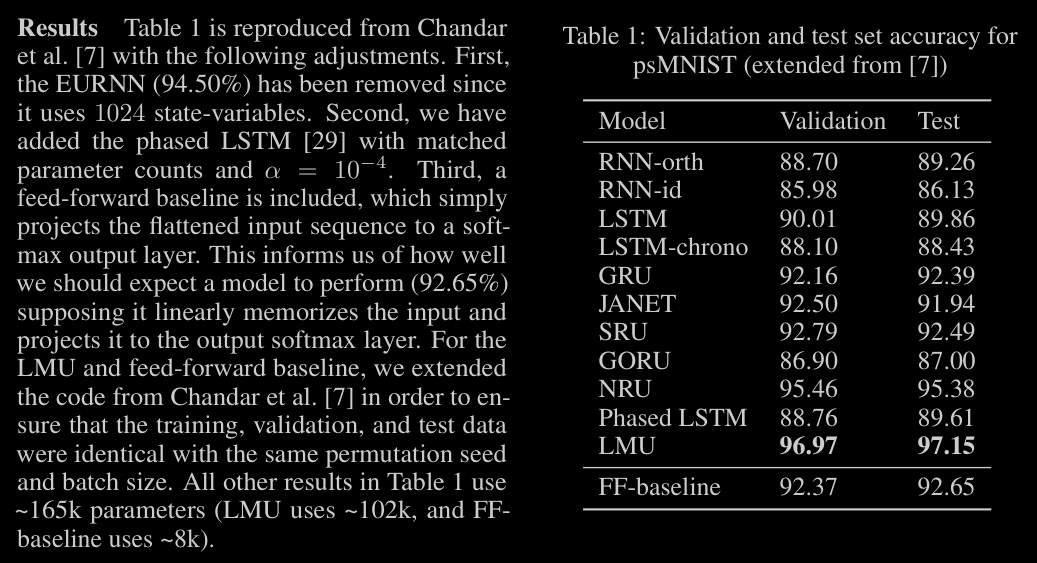 Results Table 1 is reproduced from Chandar
et al. [7] with the following adjustments. First,
the EURNN (94.50%) has been removed since
it uses 1024 state-variables. Second, we have
added the phased LSTM [29] with matched
parameter counts and α = 10⁻⁴. Third, a
feed-forward baseline is included, which simply
projects the flattened input sequence to a soft-
max output layer. This informs us of how well
we should expect a model to perform (92.65%)
supposing it linearly memorizes the input and
projects it to the output softmax layer. For the
LMU and feed-forward baseline, we extended
the code from Chandar et al. [7] in order to en-
sure that the training, validation, and test data
were identical with the same permutation seed
and batch size. All other results in Table 1 use
~165k parameters (LMU uses ~102k, and FF-
baseline uses ~8k).
Table 1: Validation and test set accuracy for
psMNIST (extended from [7])
Model Validation Test
RNN-orth 88.70 89.26
RNN-id 85.98 86.13
LSTM 90.01 89.86
LSTM-chrono 88.10 88.43
GRU 92.16 92.39
JANET 92.50 91.94
SRU 92.79 92.49
GORU 86.90 87.00
NRU 95.46 95.38
Phased LSTM 88.76 89.61
LMU 96.97 97.15
FF-baseline 92.37 92.65